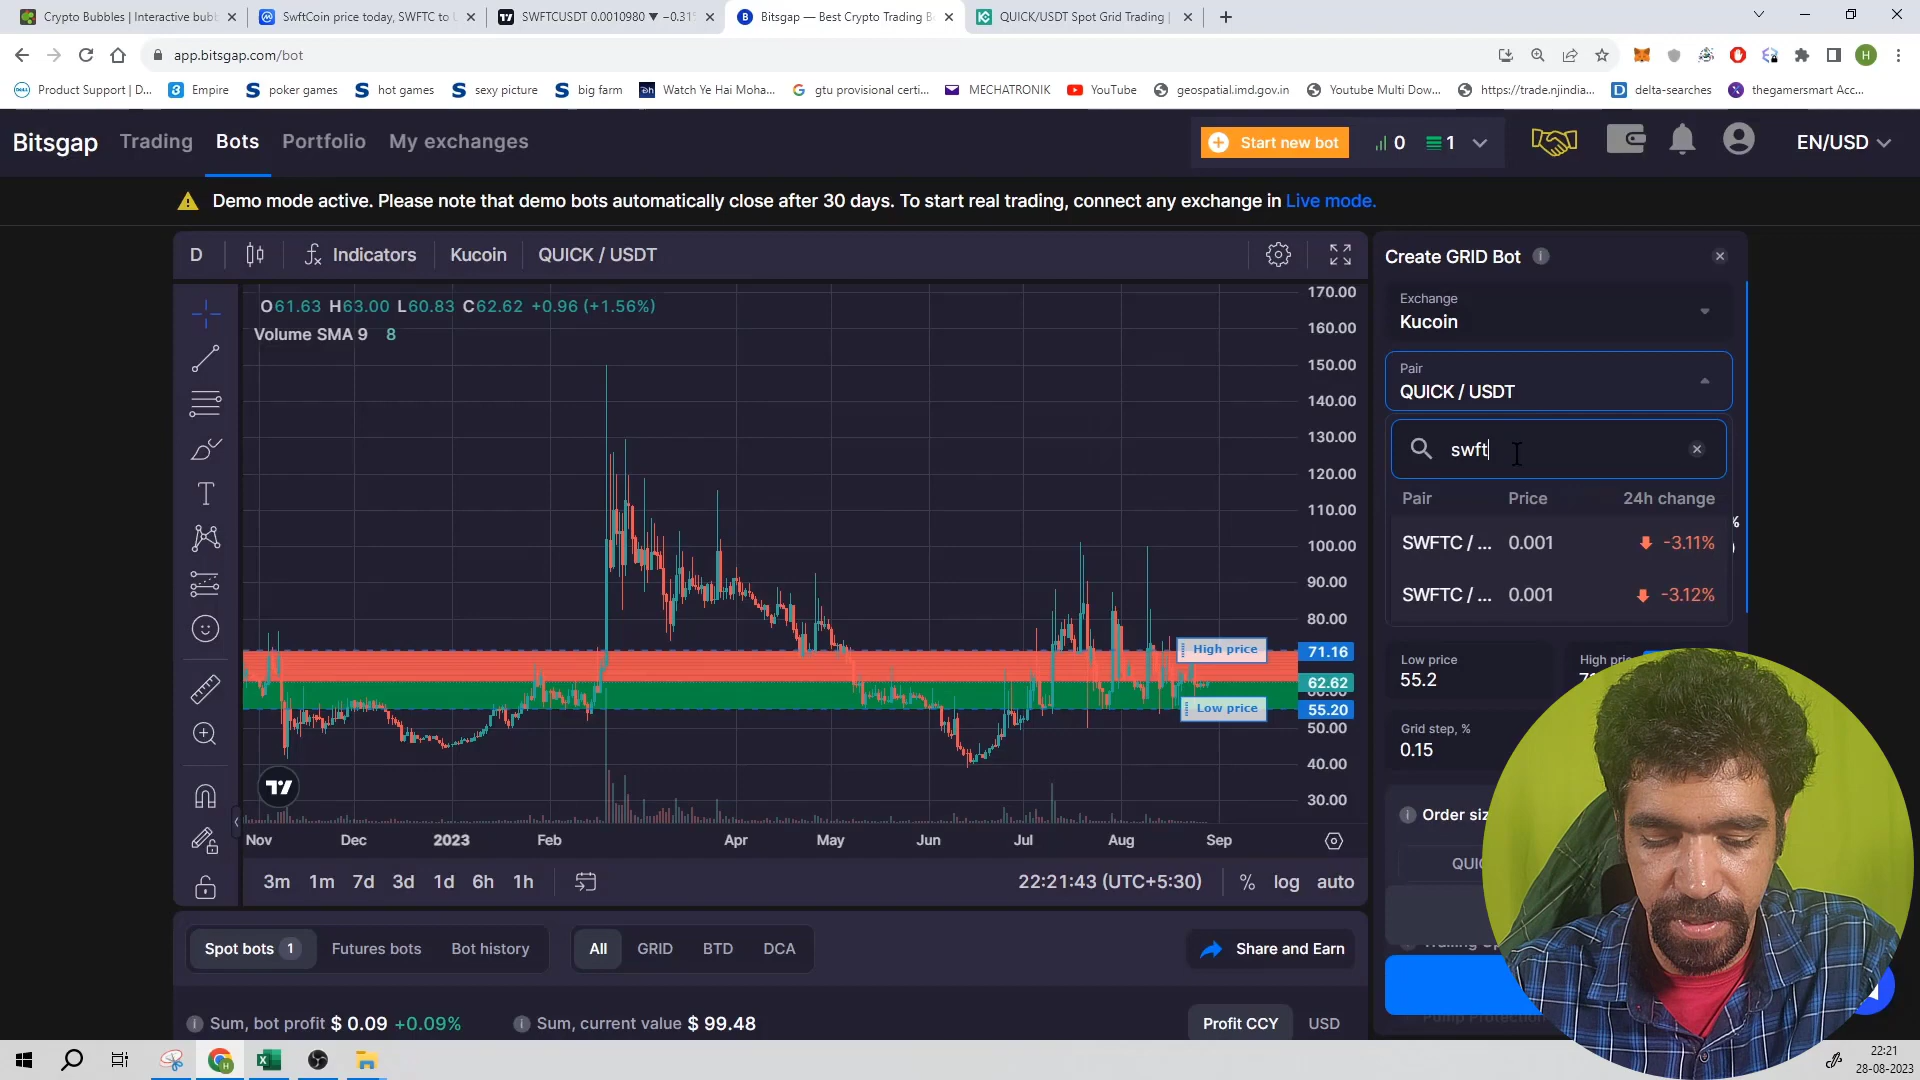 Crypto Bubbles | Interactive bub
SwftCoin price today, SWFTC to
SWFTCUSDT 0.0010980 ▼ −0.31
Bitsgap — Best Crypto Trading B
QUICK/USDT Spot Grid Trading |
app.bitsgap.com/bot
H
Product Support | D...
Empire
poker games
hot games
sexy picture
big farm
Watch Ye Hai Moha...
gtu provisional certi...
MECHATRONIK
YouTube
geospatial.imd.gov.in
Youtube Multi Dow...
https://trade.njindia...
delta-searches
thegamersmart Acc...
Bitsgap
Trading
Bots
Portfolio
My exchanges
Start new bot
0
1
EN/USD
Demo mode active. Please note that demo bots automatically close after 30 days. To start real trading, connect any exchange in Live mode.
D
Indicators
Kucoin
QUICK / USDT
O61.63 H63.00 L60.83 C62.62 +0.96 (+1.56%)
Volume SMA 9 8
170.00
160.00
150.00
140.00
130.00
120.00
110.00
100.00
90.00
80.00
High price
71.16
62.62
60.00
Low price
55.20
50.00
40.00
30.00
Nov
Dec
2023
Feb
Apr
May
Jun
Jul
Aug
Sep
3m 1m 7d 3d 1d 6h 1h
22:21:43 (UTC+5:30)
% log auto
Create GRID Bot
Exchange
Kucoin
Pair
QUICK / USDT
swft
Pair Price 24h change
SWFTC / ... 0.001 -3.11%
SWFTC / ... 0.001 -3.12%
%
Low price
55.2
High pric
Grid step, %
0.15
Order siz
QUIC
Spot bots 1
Futures bots
Bot history
All
GRID
BTD
DCA
Share and Earn
Sum, bot profit $ 0.09 +0.09%
Sum, current value $ 99.48
Profit CCY
USD
22:21
28-08-2023